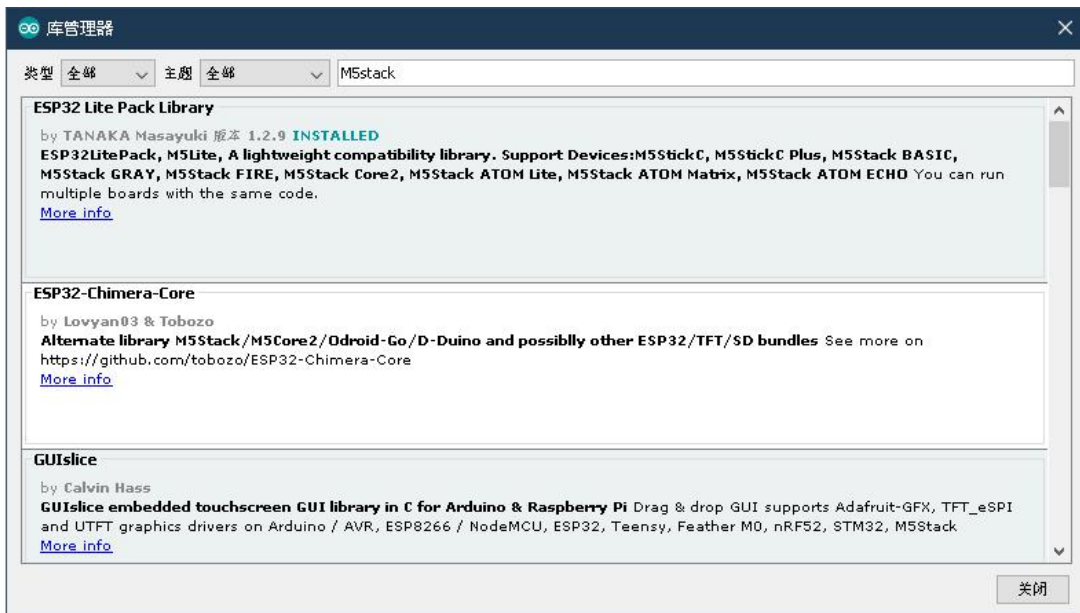 库管理器
类型 全部 主题 全部 M5stack
ESP32 Lite Pack Library
by TANAKA Masayuki 版本 1.2.9 INSTALLED
ESP32LitePack, M5Lite, A lightweight compatibility library. Support Devices:M5StickC, M5StickC Plus, M5Stack BASIC,
M5Stack GRAY, M5Stack FIRE, M5Stack Core2, M5Stack ATOM Lite, M5Stack ATOM Matrix, M5Stack ATOM ECHO You can run
multiple boards with the same code.
More info
ESP32-Chimera-Core
by Lovyan03 & Tobozo
Alternate library M5Stack/M5Core2/Odroid-Go/D-Duino and possiblly other ESP32/TFT/SD bundles See more on
https://github.com/tobozo/ESP32-Chimera-Core
More info
GUIslice
by Calvin Hass
GUIslice embedded touchscreen GUI library in C for Arduino & Raspberry Pi Drag & drop GUI supports Adafruit-GFX, TFT_eSPI
and UTFT graphics drivers on Arduino / AVR, ESP8266 / NodeMCU, ESP32, Teensy, Feather M0, nRF52, STM32, M5Stack
More info
关闭